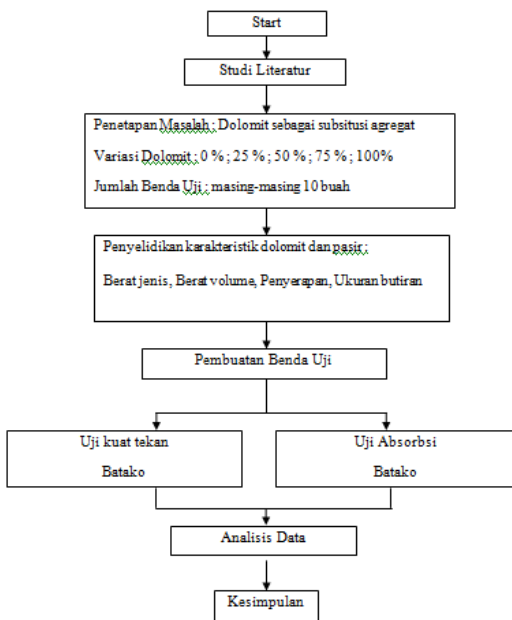 Start
Studi Literatur
Penetapan Masalah : Dolomit sebagai subsitusi agregat
Variasi Dolomit : 0 % ; 25 % ; 50 % ; 75 % ; 100%
Jumlah Benda Uji : masing-masing 10 buah
Penyelidikan karakteristik dolomit dan pasir :
Berat jenis, Berat volume, Penyerapan, Ukuran butiran
Pembuatan Benda Uji
Uji kuat tekan
Batako
Uji Absorbsi
Batako
Analisis Data
Kesimpulan